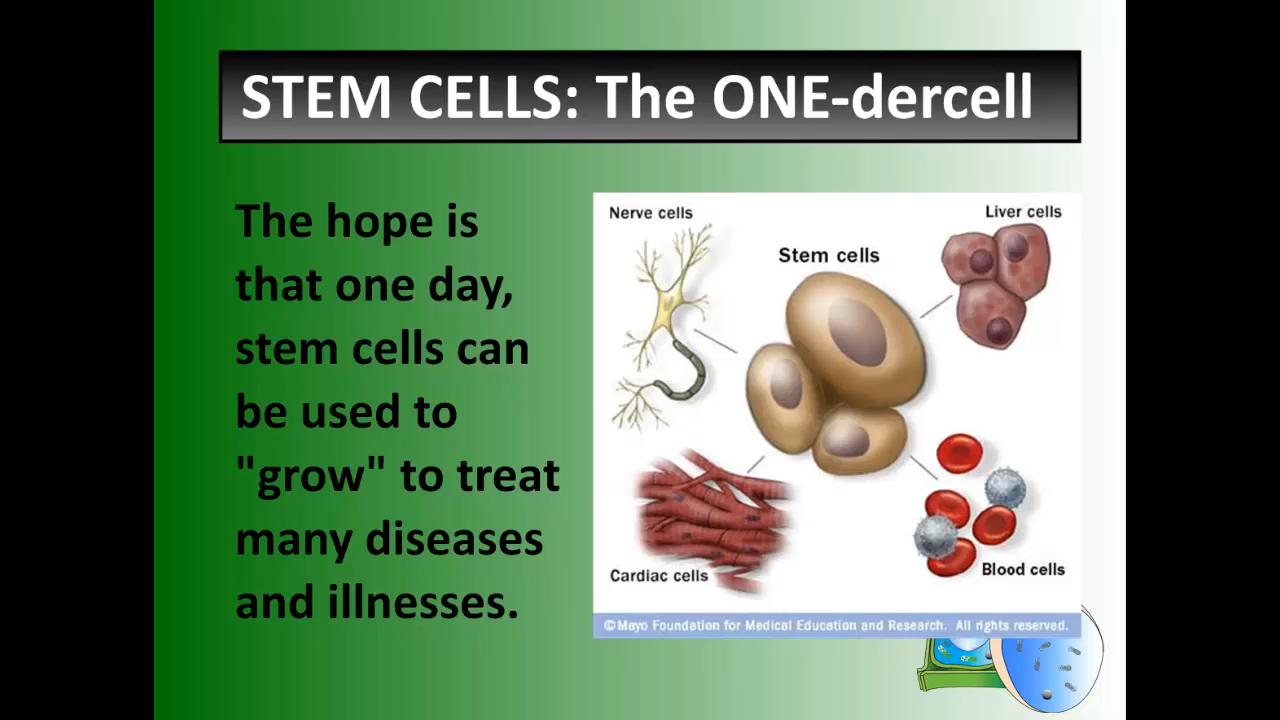 STEM CELLS: The ONE-dercell
The hope is
that one day,
stem cells can
be used to
"grow" to treat
many diseases
and illnesses.
Nerve cells
Stem cells
Liver cells
Cardiac cells
Blood cells
©Mayo Foundation for Medical Education and Research. All rights reserved.